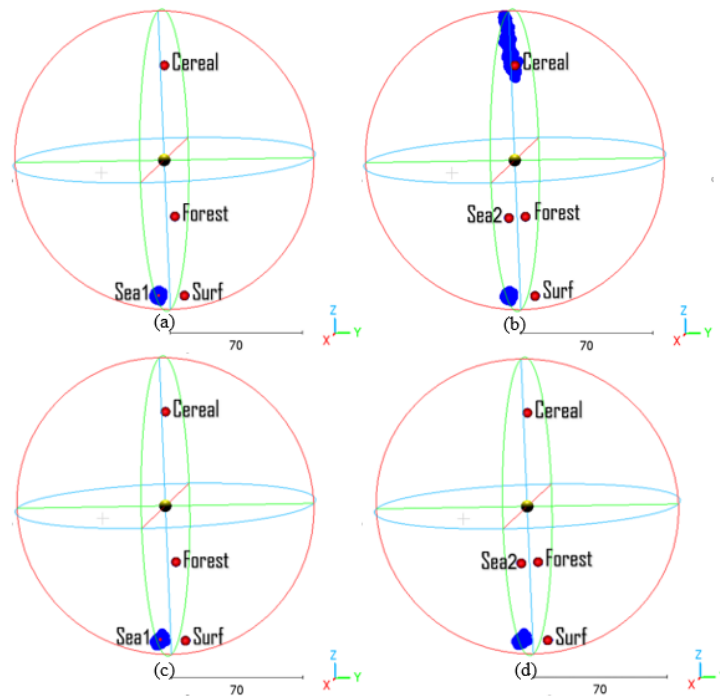 Cereal
Forest
Sea1
Surf
(a)
70
Z
X
Y
Cereal
Sea2
Forest
Surf
(b)
70
Z
X
Y
Cereal
Forest
Sea1
Surf
(c)
70
Z
X
Y
Cereal
Sea2
Forest
Surf
(d)
70
Z
X
Y